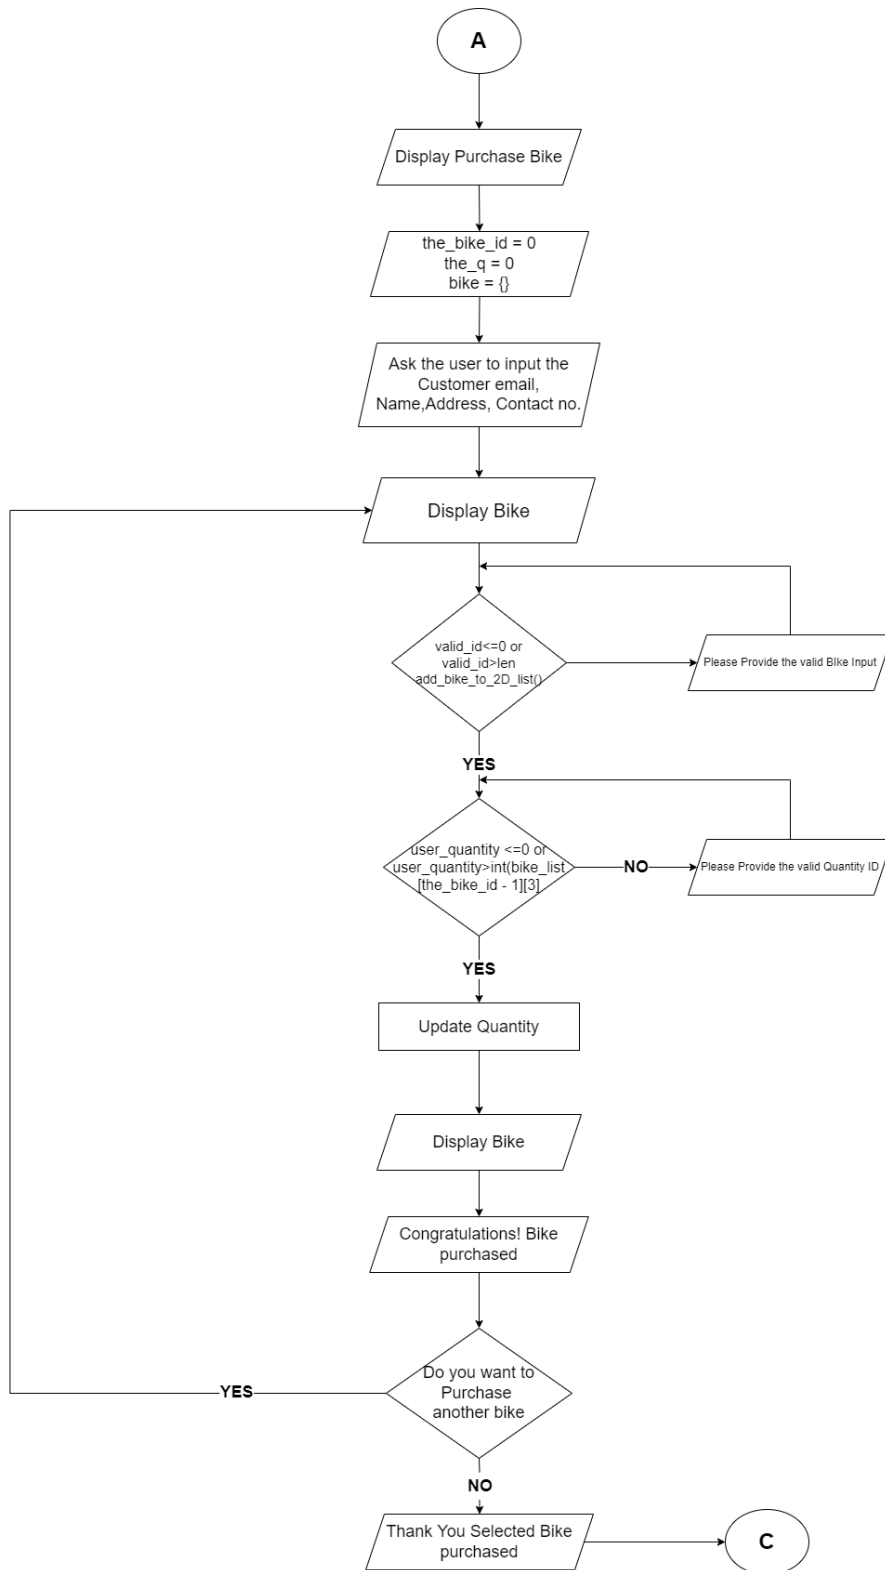 A
Display Purchase Bike
the_bike_id = 0
the_q = 0
bike = {}
Ask the user to input the
Customer email,
Name,Address, Contact no.
Display Bike
valid_id<=0 or
valid_id>len
add_bike_to_2D_list()
Please Provide the valid BIke Input
YES
user_quantity <=0 or
user_quantity>int(bike_list
[the_bike_id - 1][3]
NO
Please Provide the valid Quantity ID
YES
Update Quantity
Display Bike
Congratulations! Bike
purchased
Do you want to
Purchase
another bike
YES
NO
Thank You Selected Bike
purchased
C